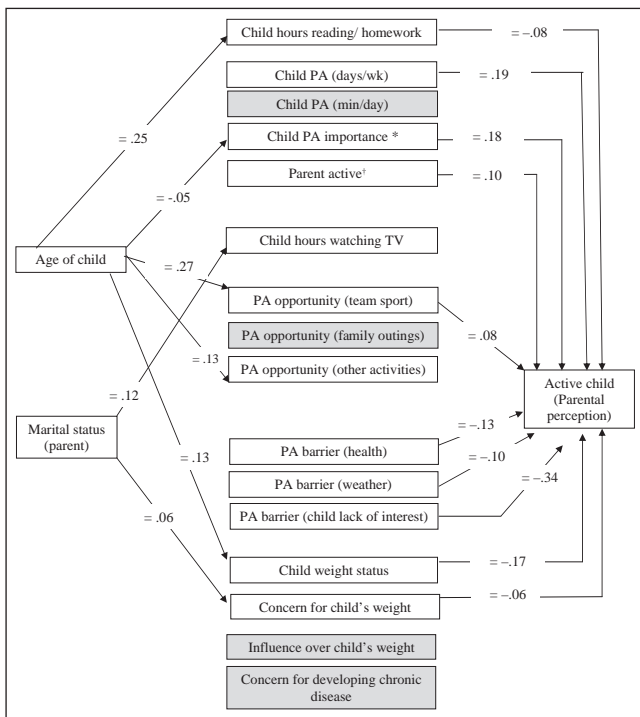 Child hours reading/ homework
= –.08
Child PA (days/wk)
= .19
Child PA (min/day)
= .25
Child PA importance *
= .18
= -.05
Parent active†
= .10
Child hours watching TV
Age of child
= .27
PA opportunity (team sport)
= .08
PA opportunity (family outings)
= .13
PA opportunity (other activities)
Active child
(Parental
perception)
= .12
Marital status
(parent)
PA barrier (health)
= –.13
= .13
PA barrier (weather)
= –.10
= –.34
PA barrier (child lack of interest)
= .06
Child weight status
= –.17
Concern for child’s weight
= –.06
Influence over child’s weight
Concern for developing chronic
disease